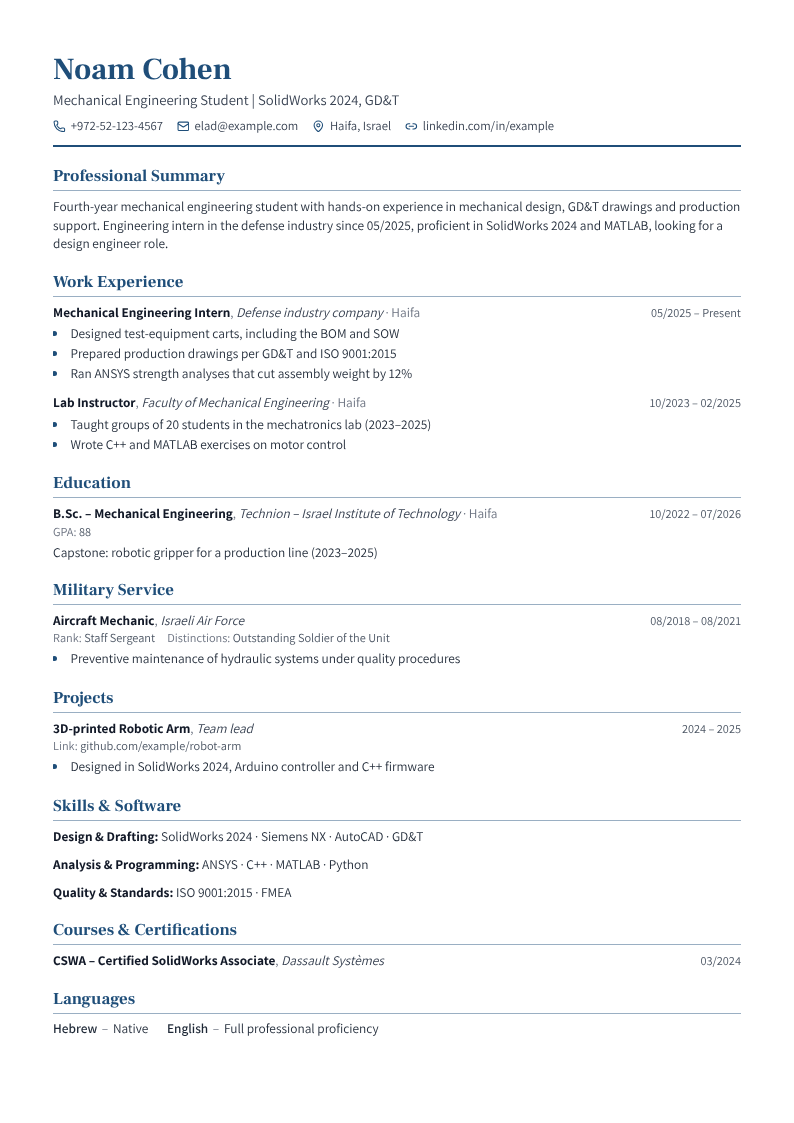 Noam Cohen
Mechanical Engineering Student | SolidWorks 2024, GD&T
+972-52-123-4567 elad@example.com Haifa, Israel linkedin.com/in/example
Professional Summary
Fourth-year mechanical engineering student with hands-on experience in mechanical design, GD&T drawings and production
support. Engineering intern in the defense industry since 05/2025, proficient in SolidWorks 2024 and MATLAB, looking for a
design engineer role.
Work Experience
Mechanical Engineering Intern, Defense industry company · Haifa 05/2025 – Present
• Designed test-equipment carts, including the BOM and SOW
• Prepared production drawings per GD&T and ISO 9001:2015
• Ran ANSYS strength analyses that cut assembly weight by 12%
Lab Instructor, Faculty of Mechanical Engineering · Haifa 10/2023 – 02/2025
• Taught groups of 20 students in the mechatronics lab (2023–2025)
• Wrote C++ and MATLAB exercises on motor control
Education
B.Sc. – Mechanical Engineering, Technion – Israel Institute of Technology · Haifa 10/2022 – 07/2026
GPA: 88
Capstone: robotic gripper for a production line (2023–2025)
Military Service
Aircraft Mechanic, Israeli Air Force 08/2018 – 08/2021
Rank: Staff Sergeant Distinctions: Outstanding Soldier of the Unit
• Preventive maintenance of hydraulic systems under quality procedures
Projects
3D-printed Robotic Arm, Team lead 2024 – 2025
Link: github.com/example/robot-arm
• Designed in SolidWorks 2024, Arduino controller and C++ firmware
Skills & Software
Design & Drafting: SolidWorks 2024 · Siemens NX · AutoCAD · GD&T
Analysis & Programming: ANSYS · C++ · MATLAB · Python
Quality & Standards: ISO 9001:2015 · FMEA
Courses & Certifications
CSWA – Certified SolidWorks Associate, Dassault Systèmes 03/2024
Languages
Hebrew – Native English – Full professional proficiency